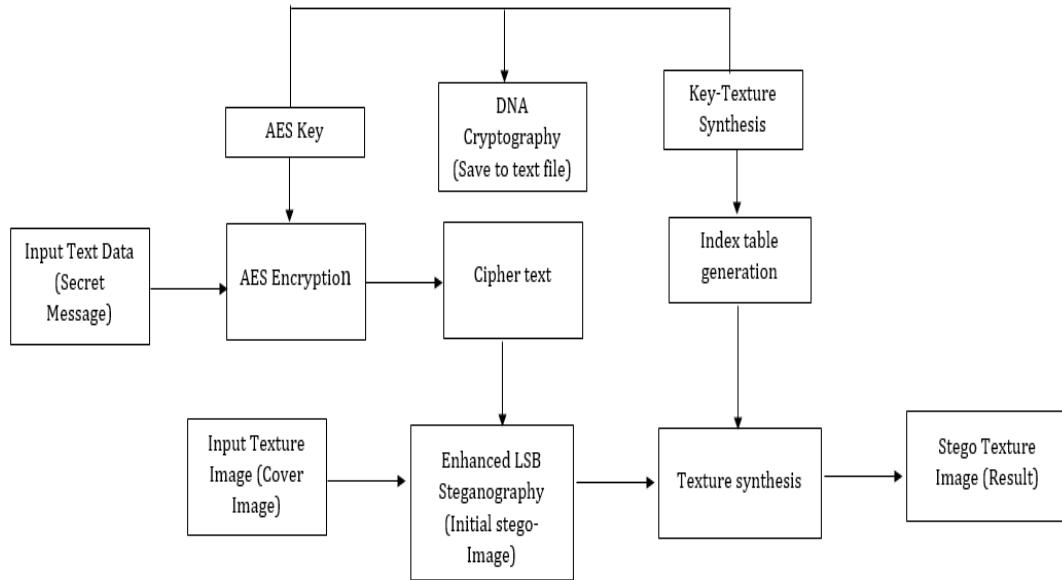 AES Key
DNA
Cryptography
(Save to text file)
Key-Texture
Synthesis
Input Text Data
(Secret
Message)
AES Encryption
Cipher text
Index table
generation
Input Texture
Image (Cover
Image)
Enhanced LSB
Steganography
(Initial stego-
Image)
Texture synthesis
Stego Texture
Image (Result)